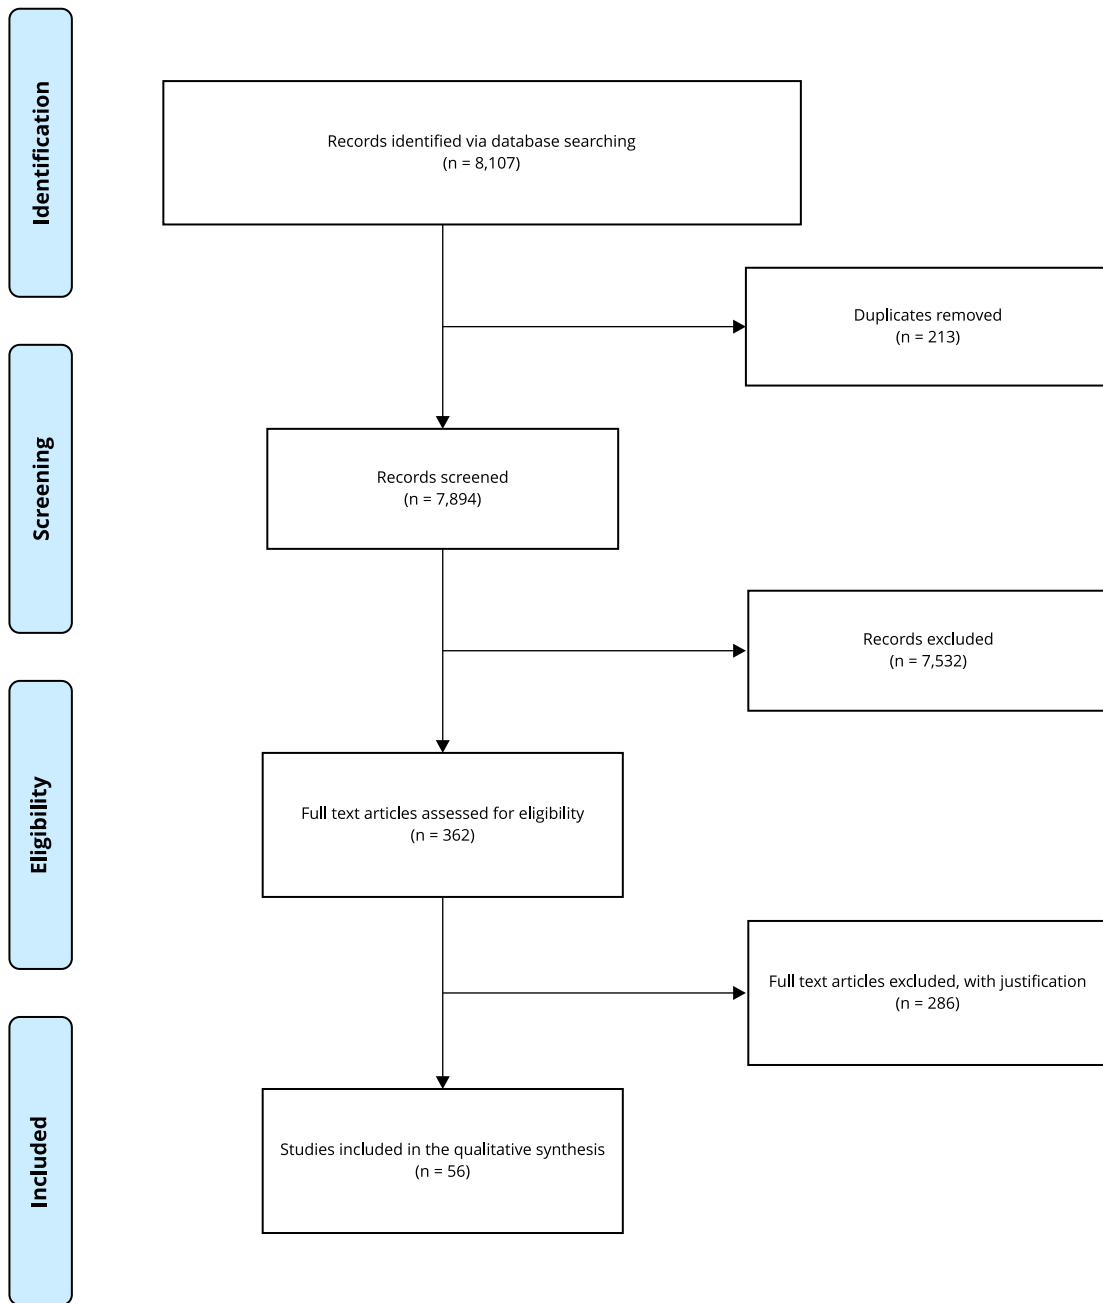 Identification
Records identified via database searching
(n = 8,107)
Duplicates removed
(n = 213)
Screening
Records screened
(n = 7,894)
Records excluded
(n = 7,532)
Eligibility
Full text articles assessed for eligibility
(n = 362)
Full text articles excluded, with justification
(n = 286)
Included
Studies included in the qualitative synthesis
(n = 56)